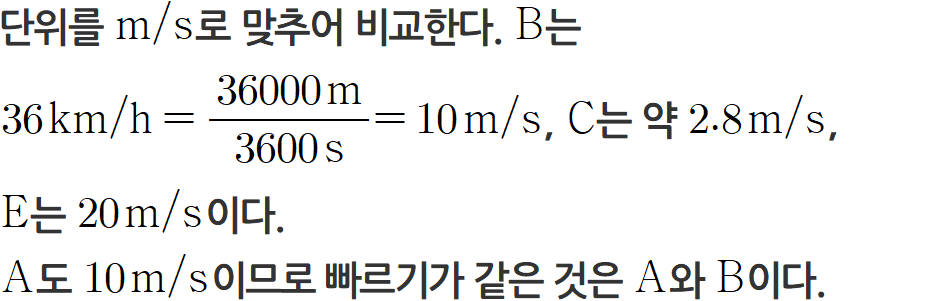 단위를 m/s로 맞추어 비교한다. B는
36 km/h = 36000 m / 3600 s = 10 m/s, C는 약 2.8 m/s,
E는 20 m/s이다.
A도 10 m/s이므로 빠르기가 같은 것은 A와 B이다.